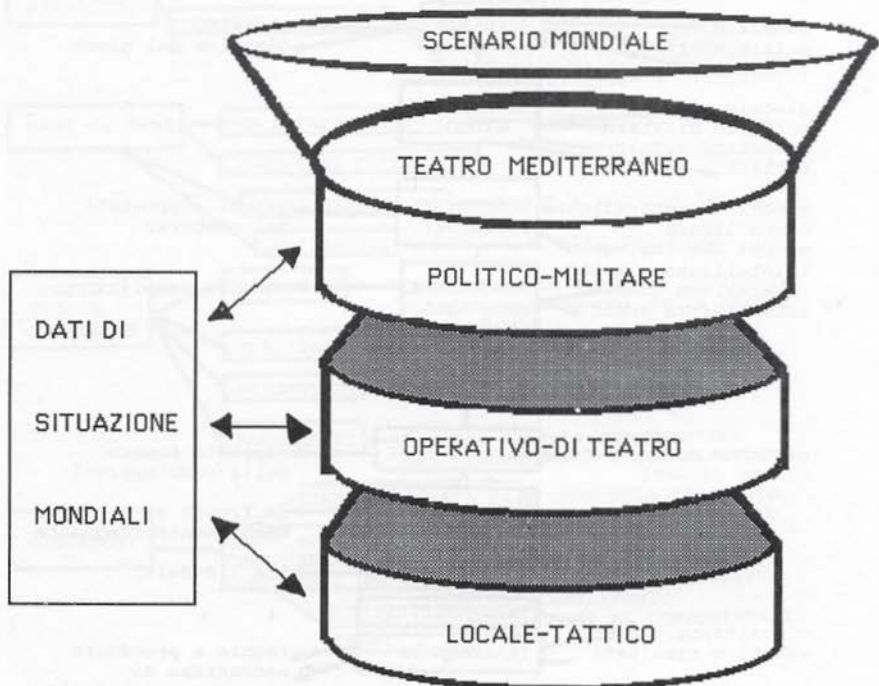 SCENARIO MONDIALE
TEATRO MEDITERRANEO
POLITICO-MILITARE
DATI DI
SITUAZIONE
MONDIALI
OPERATIVO-DI TEATRO
LOCALE-TATTICO